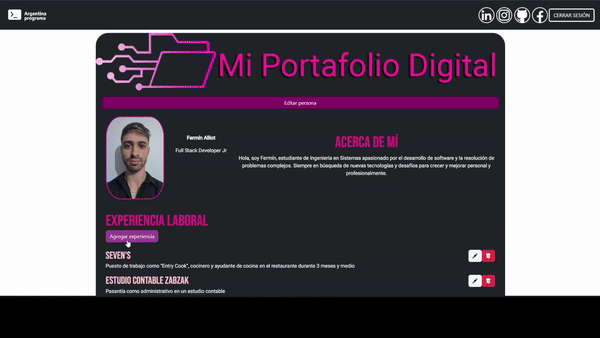 Argentina
programa
CERRAR SESIÓN
Mi Portafolio Digital
Editar persona
Fermín Alliot
Full Stack Developer Jr
ACERCA DE MÍ
Hola, soy Fermín, estudiante de Ingeniería en Sistemas apasionado por el desarrollo de software y la resolución
de problemas complejos. Siempre en búsqueda de nuevas tecnologías y desafíos para crecer y mejorar personal y
profesionalmente.
EXPERIENCIA LABORAL
Agregar experiencia
SEVEN'S
Puesto de trabajo como "Entry Cook", cocinero y ayudante de cocina en el restaurante durante 3 meses y medio
ESTUDIO CONTABLE ZABZAK
Pasantía como administrativo en un estudio contable